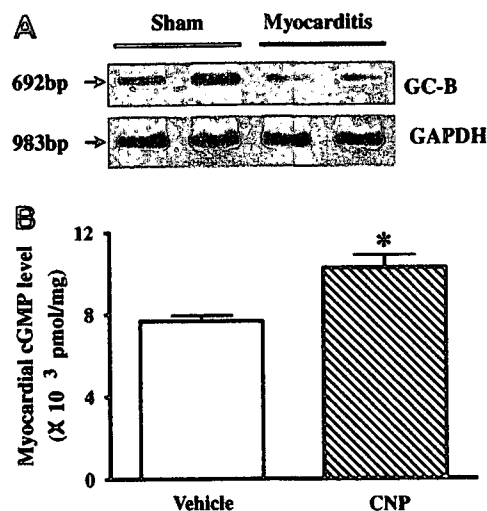 A
Sham Myocarditis
692bp GC-B
983bp GAPDH
B
Myocardial cGMP level
(X 10 3 pmol/mg)
12
8
4
0
*
Vehicle CNP